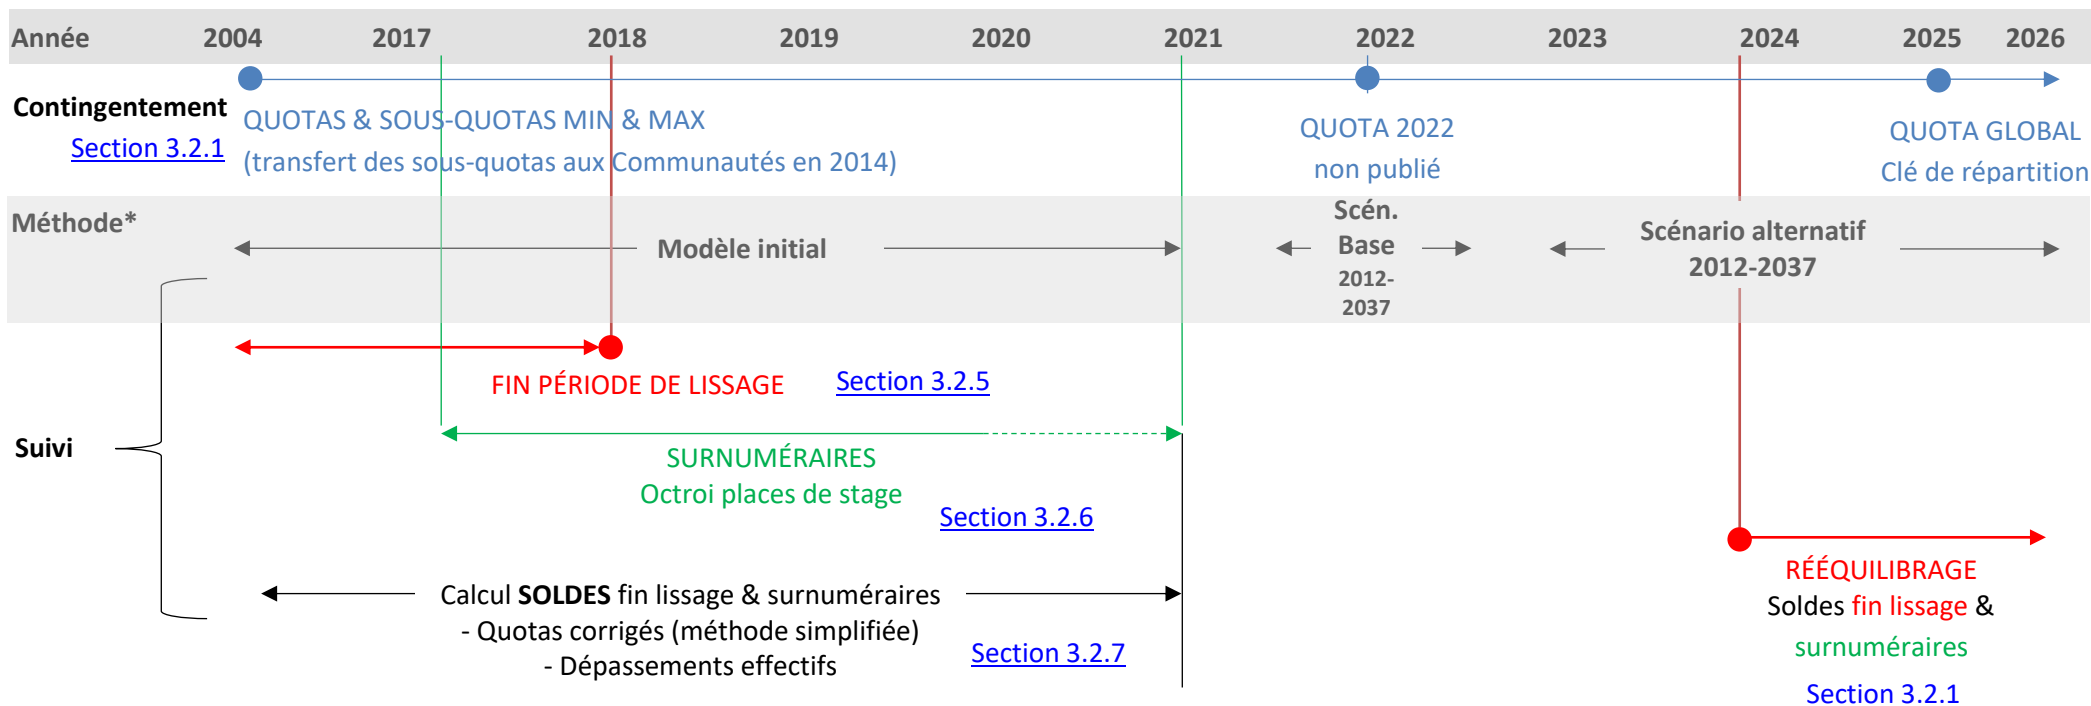 Année 2004 2017 2018 2019 2020 2021 2022 2023 2024 2025 2026
Contingentement
Section 3.2.1
QUOTAS & SOUS-QUOTAS MIN & MAX
(transfert des sous-quotas aux Communautés en 2014)
QUOTA 2022
non publié
QUOTA GLOBAL
Clé de répartition
Méthode*
Modèle initial
Scén.
Base
2012-
2037
Scénario alternatif
2012-2037
Suivi
FIN PÉRIODE DE LISSAGE
Section 3.2.5
SURNUMÉRAIRES
Octroi places de stage
Section 3.2.6
Calcul SOLDES fin lissage & surnuméraires
- Quotas corrigés (méthode simplifiée)
- Dépassements effectifs
Section 3.2.7
RÉÉQUILIBRAGE
Soldes fin lissage &
surnuméraires
Section 3.2.1